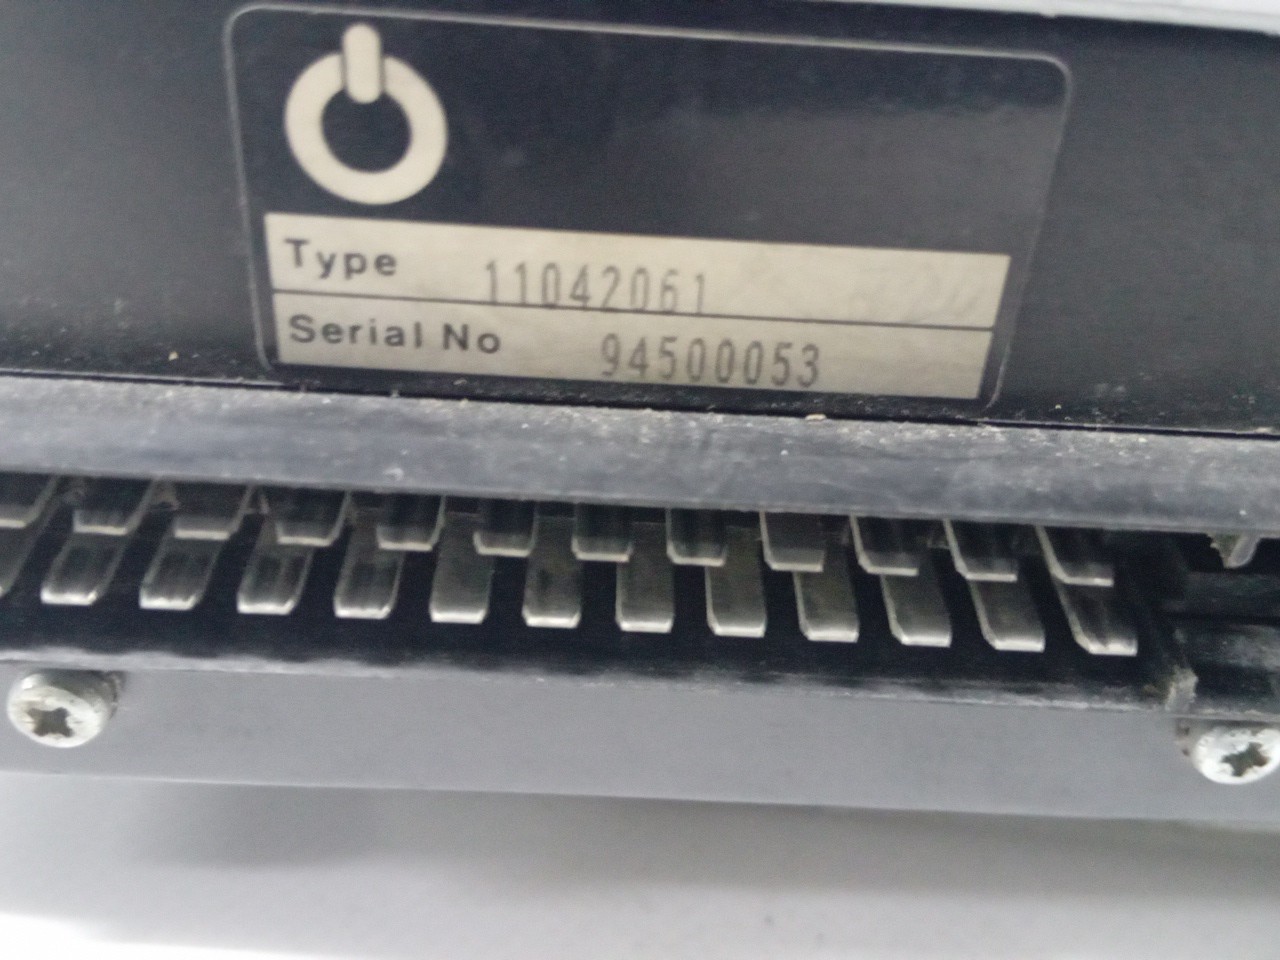 Type 11042061
Serial No 94500053